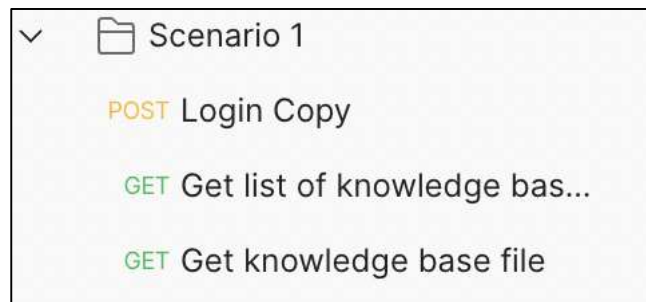 Scenario 1
POST Login Copy
GET Get list of knowledge bas...
GET Get knowledge base file